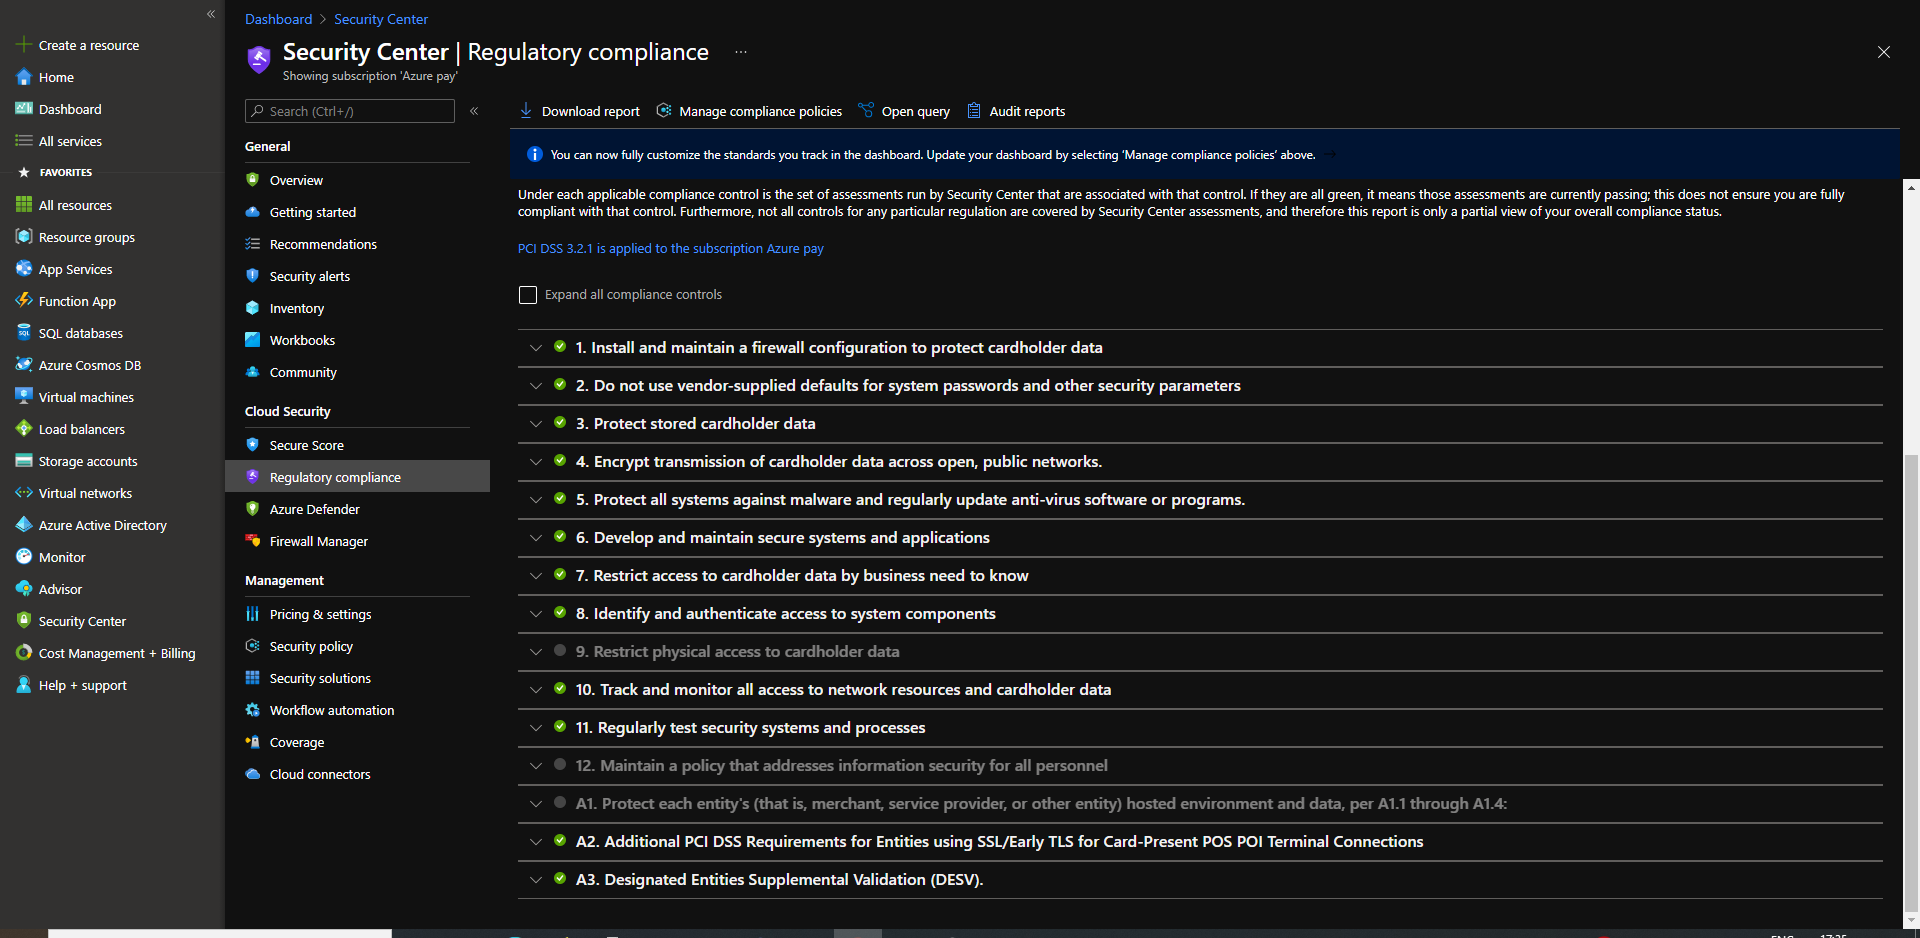 Create a resource
Home
Dashboard
All services
FAVORITES
All resources
Resource groups
App Services
Function App
SQL databases
Azure Cosmos DB
Virtual machines
Load balancers
Storage accounts
Virtual networks
Azure Active Directory
Monitor
Advisor
Security Center
Cost Management + Billing
Help + support
Dashboard > Security Center
Security Center | Regulatory compliance ...
Showing subscription 'Azure pay'
Search (Ctrl+/)
General
Overview
Getting started
Recommendations
Security alerts
Inventory
Workbooks
Community
Cloud Security
Secure Score
Regulatory compliance
Azure Defender
Firewall Manager
Management
Pricing & settings
Security policy
Security solutions
Workflow automation
Coverage
Cloud connectors
Download report Manage compliance policies Open query Audit reports
You can now fully customize the standards you track in the dashboard. Update your dashboard by selecting 'Manage compliance policies' above. →
Under each applicable compliance control is the set of assessments run by Security Center that are associated with that control. If they are all green, it means those assessments are currently passing; this does not ensure you are fully
compliant with that control. Furthermore, not all controls for any particular regulation are covered by Security Center assessments, and therefore this report is only a partial view of your overall compliance status.
PCI DSS 3.2.1 is applied to the subscription Azure pay
Expand all compliance controls
1. Install and maintain a firewall configuration to protect cardholder data
2. Do not use vendor-supplied defaults for system passwords and other security parameters
3. Protect stored cardholder data
4. Encrypt transmission of cardholder data across open, public networks.
5. Protect all systems against malware and regularly update anti-virus software or programs.
6. Develop and maintain secure systems and applications
7. Restrict access to cardholder data by business need to know
8. Identify and authenticate access to system components
9. Restrict physical access to cardholder data
10. Track and monitor all access to network resources and cardholder data
11. Regularly test security systems and processes
12. Maintain a policy that addresses information security for all personnel
A1. Protect each entity's (that is, merchant, service provider, or other entity) hosted environment and data, per A1.1 through A1.4:
A2. Additional PCI DSS Requirements for Entities using SSL/Early TLS for Card-Present POS POI Terminal Connections
A3. Designated Entities Supplemental Validation (DESV).